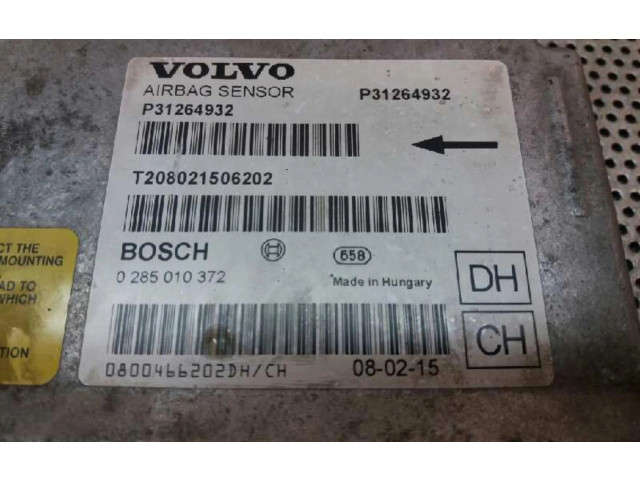 VOLVO
AIRBAG SENSOR P31264932
P31264932
T208021506202
BOSCH 658
0 285 010 372 Made in Hungary DH
CH
0800466202DH/CH 08-02-15
CT THE
MOUNTING
AD TO
WHICH
TION